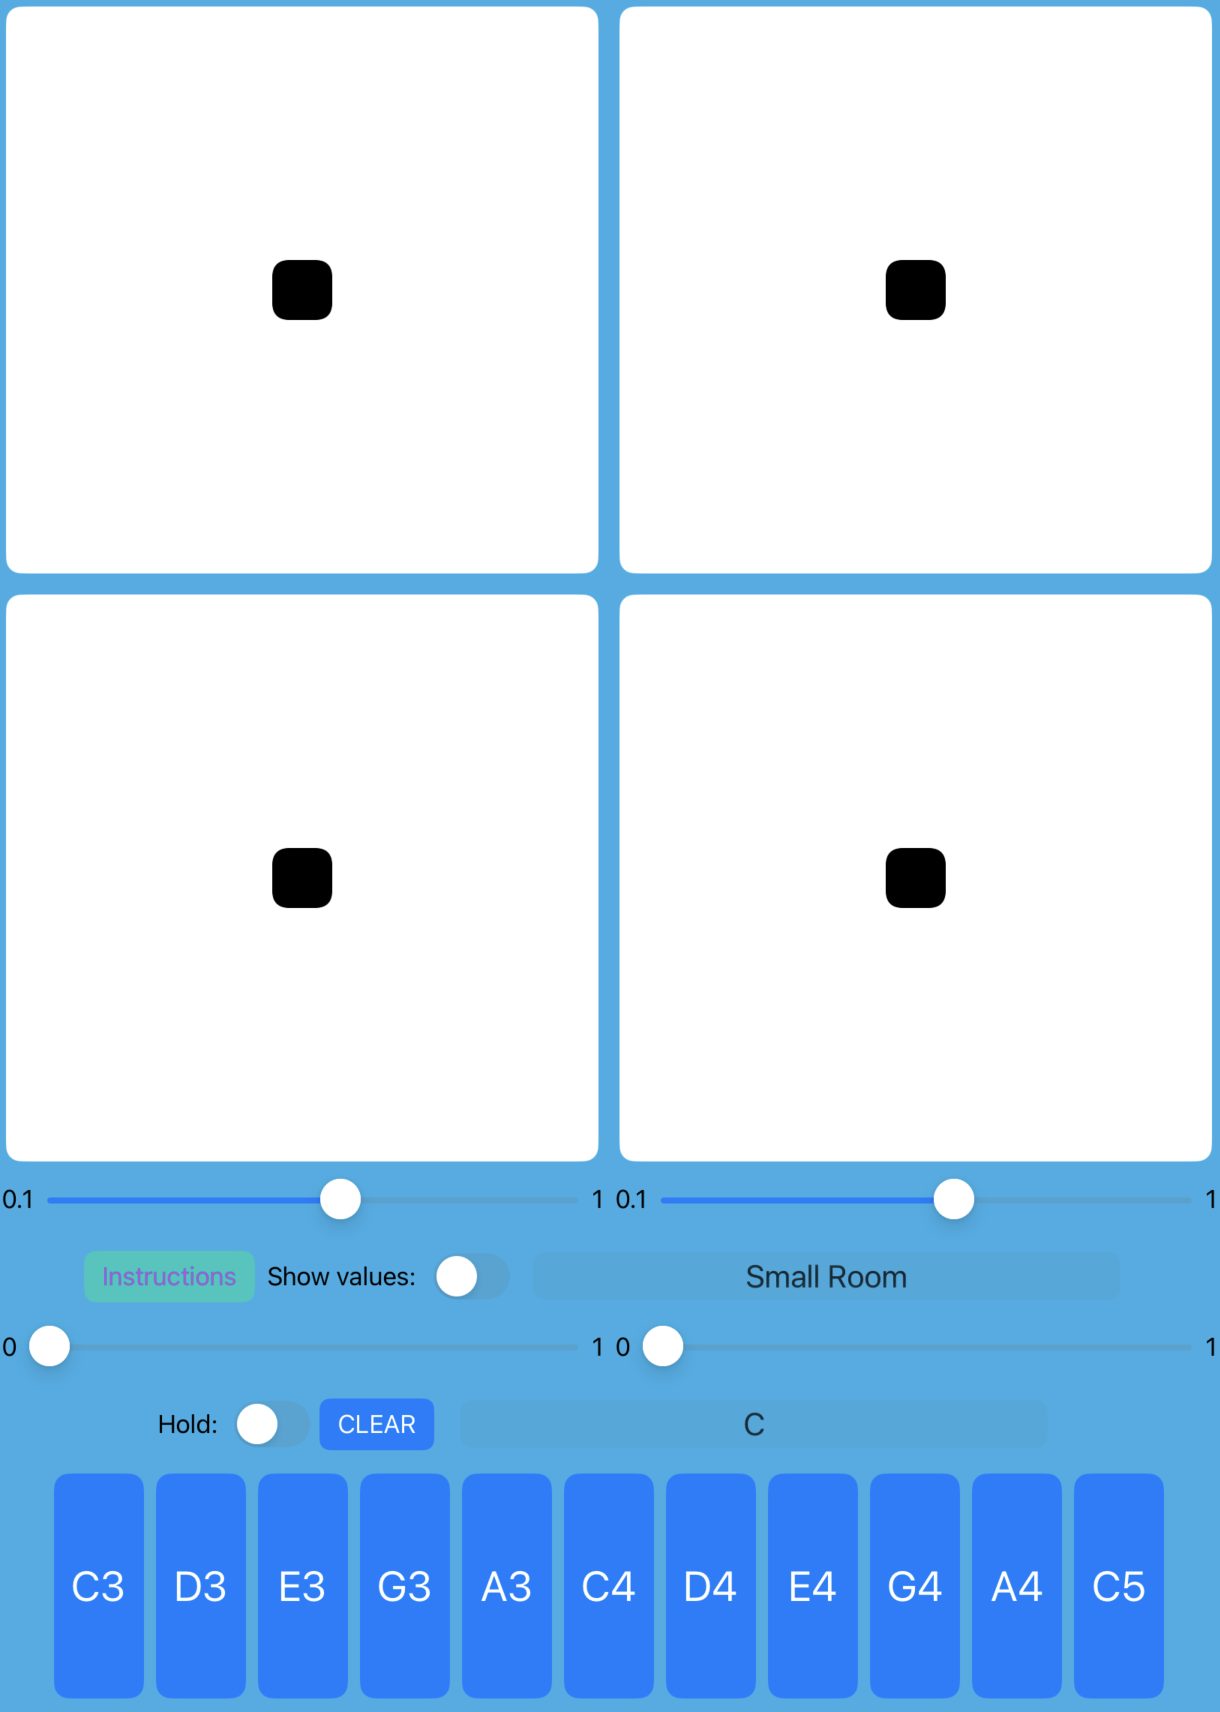 0.1 1 0.1 1
Instructions Show values: Small Room
0 1 0 1
Hold: CLEAR C
C3 D3 E3 G3 A3 C4 D4 E4 G4 A4 C5